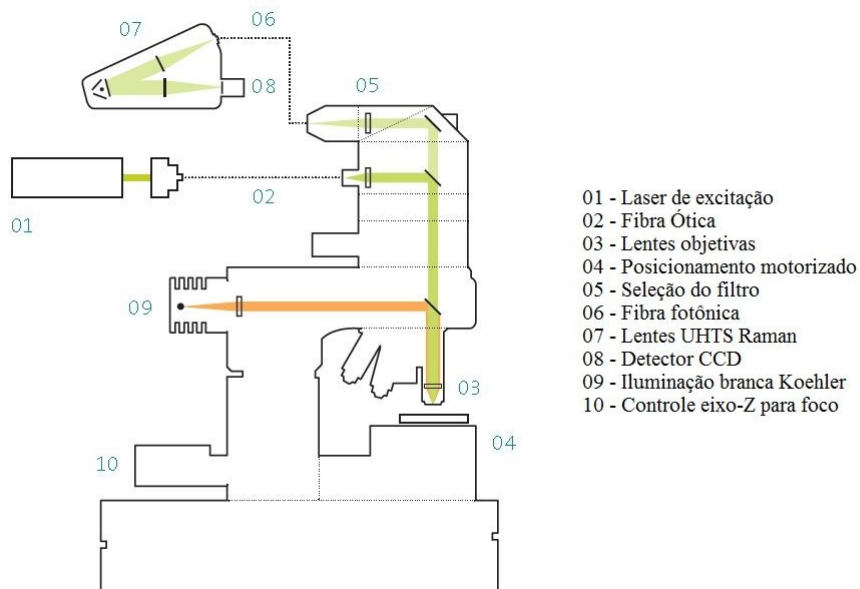 06
07
08
05
02
01
09
03
04
10
01 - Laser de excitação
02 - Fibra Ótica
03 - Lentes objetivas
04 - Posicionamento motorizado
05 - Seleção do filtro
06 - Fibra fotônica
07 - Lentes UHTS Raman
08 - Detector CCD
09 - Iluminação branca Koehler
10 - Controle eixo-Z para foco